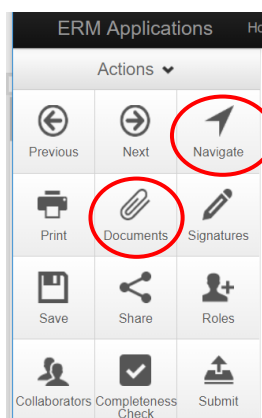 ERM Applications Ho
Actions
Previous Next Navigate
Print Documents Signatures
Save Share Roles
Collaborators Completeness Check Submit